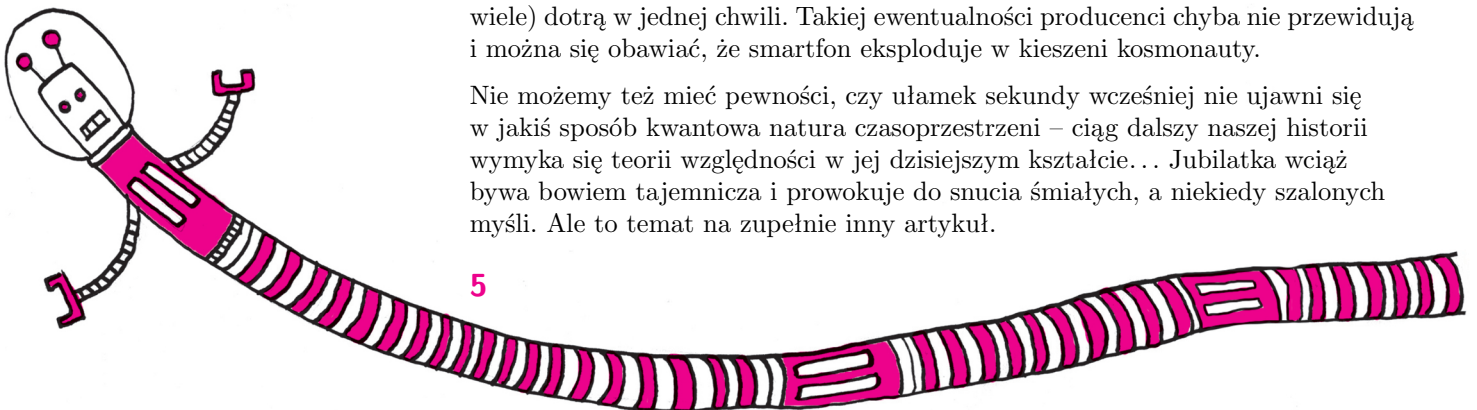 wiele) dotrą w jednej chwili. Takiej ewentualności producenci chyba nie przewidują
i można się obawiać, że smartfon eksploduje w kieszeni kosmonauty.
Nie możemy też mieć pewności, czy ułamek sekundy wcześniej nie ujawni się
w jakiś sposób kwantowa natura czasoprzestrzeni – ciąg dalszy naszej historii
wymyka się teorii względności w jej dzisiejszym kształcie… Jubilatka wciąż
bywa bowiem tajemnicza i prowokuje do snucia śmiałych, a niekiedy szalonych
myśli. Ale to temat na zupełnie inny artykuł.
5